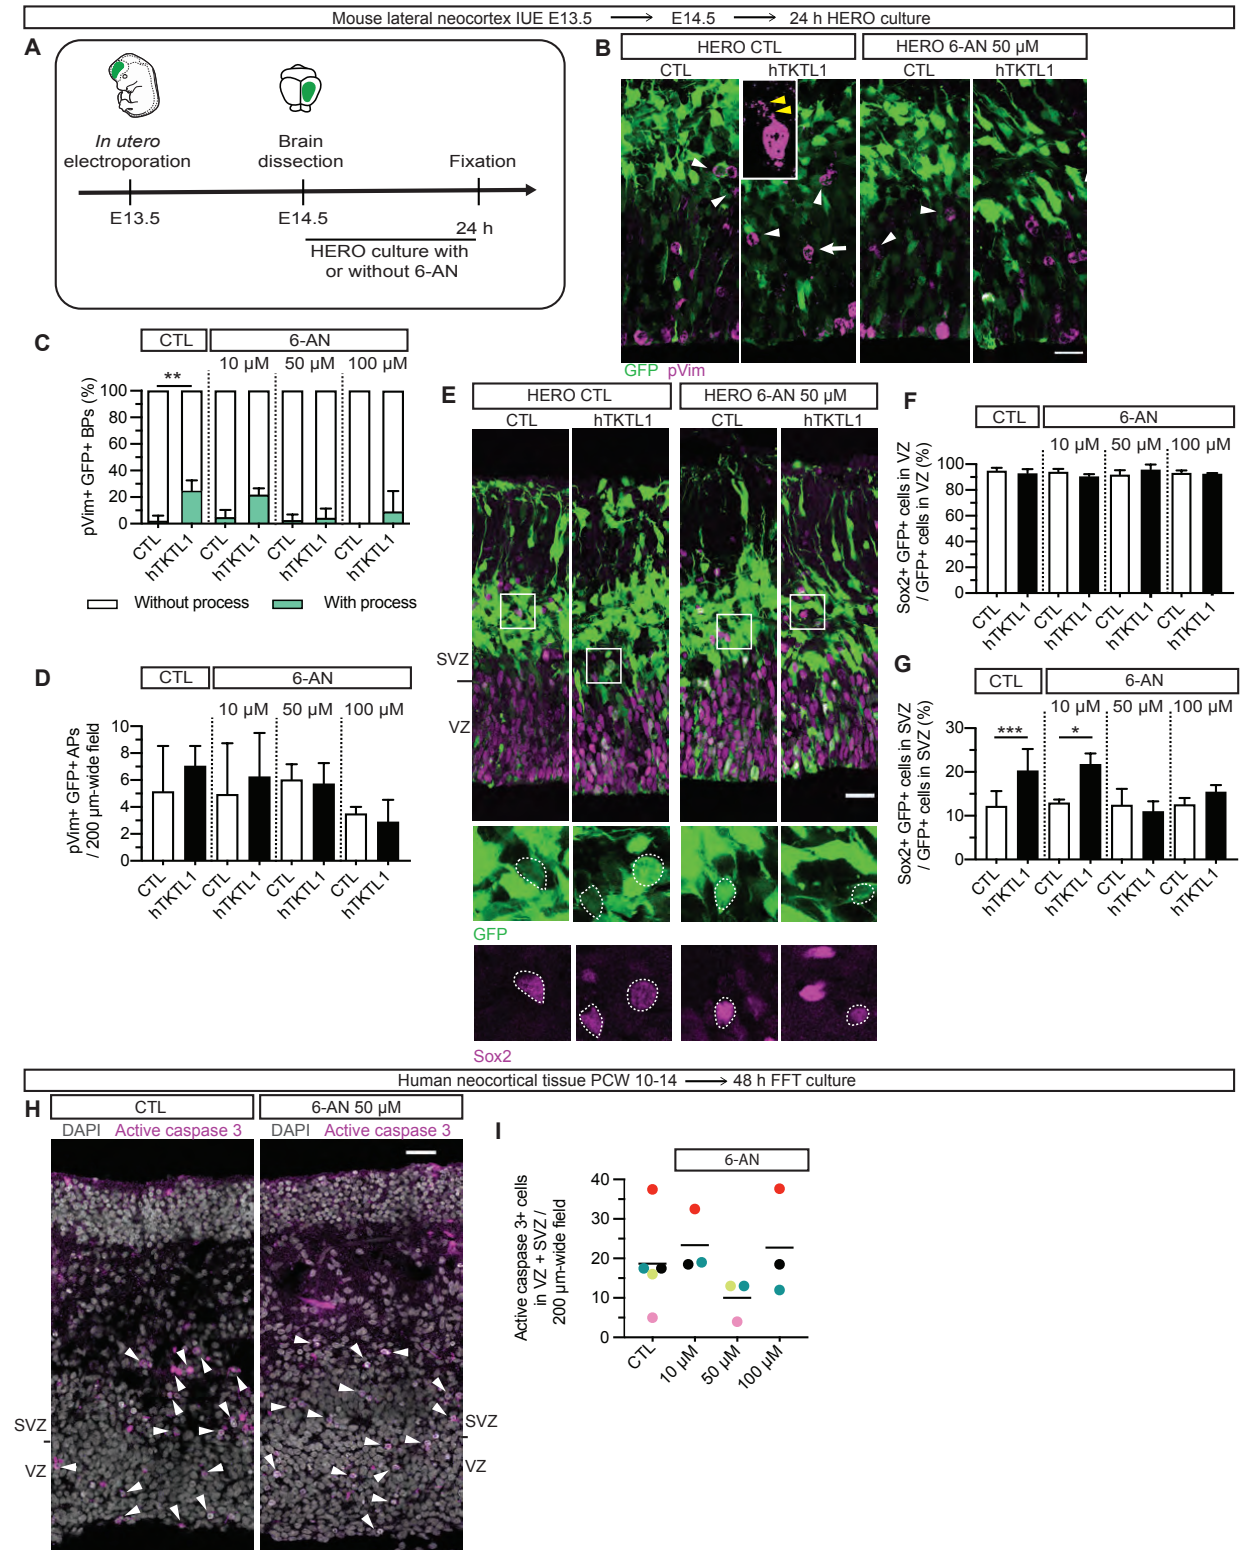 Mouse lateral neocortex IUE E13.5 ⟶ E14.5 ⟶ 24 h HERO culture
A
In utero
electroporation
Brain
dissection
Fixation
E13.5
E14.5
24 h
HERO culture with
or without 6-AN
B
HERO CTL
HERO 6-AN 50 µM
CTL
hTKTL1
CTL
hTKTL1
GFP pVim
C
CTL
6-AN
10 µM
50 µM
100 µM
**
pVim+ GFP+ BPs (%)
100
80
60
40
20
0
CTL
hTKTL1
CTL
hTKTL1
CTL
hTKTL1
CTL
hTKTL1
Without process
With process
D
CTL
6-AN
10 µM
50 µM
100 µM
pVim+ GFP+ APs
/ 200 µm-wide field
10
8
6
4
2
0
CTL
hTKTL1
CTL
hTKTL1
CTL
hTKTL1
CTL
hTKTL1
E
HERO CTL
HERO 6-AN 50 µM
CTL
hTKTL1
CTL
hTKTL1
SVZ
VZ
GFP
Sox2
F
CTL
6-AN
10 µM
50 µM
100 µM
Sox2+ GFP+ cells in VZ
/ GFP+ cells in VZ (%)
100
80
60
40
20
0
CTL
hTKTL1
CTL
hTKTL1
CTL
hTKTL1
CTL
hTKTL1
G
CTL
6-AN
10 µM
50 µM
100 µM
***
*
Sox2+ GFP+ cells in SVZ
/ GFP+ cells in SVZ (%)
30
20
10
0
CTL
hTKTL1
CTL
hTKTL1
CTL
hTKTL1
CTL
hTKTL1
Human neocortical tissue PCW 10-14 ⟶ 48 h FFT culture
H
CTL
6-AN 50 µM
DAPI Active caspase 3
DAPI Active caspase 3
SVZ
VZ
SVZ
VZ
I
6-AN
Active caspase 3+ cells
in VZ + SVZ /
200 µm-wide field
40
30
20
10
0
CTL
10 µM
50 µM
100 µM